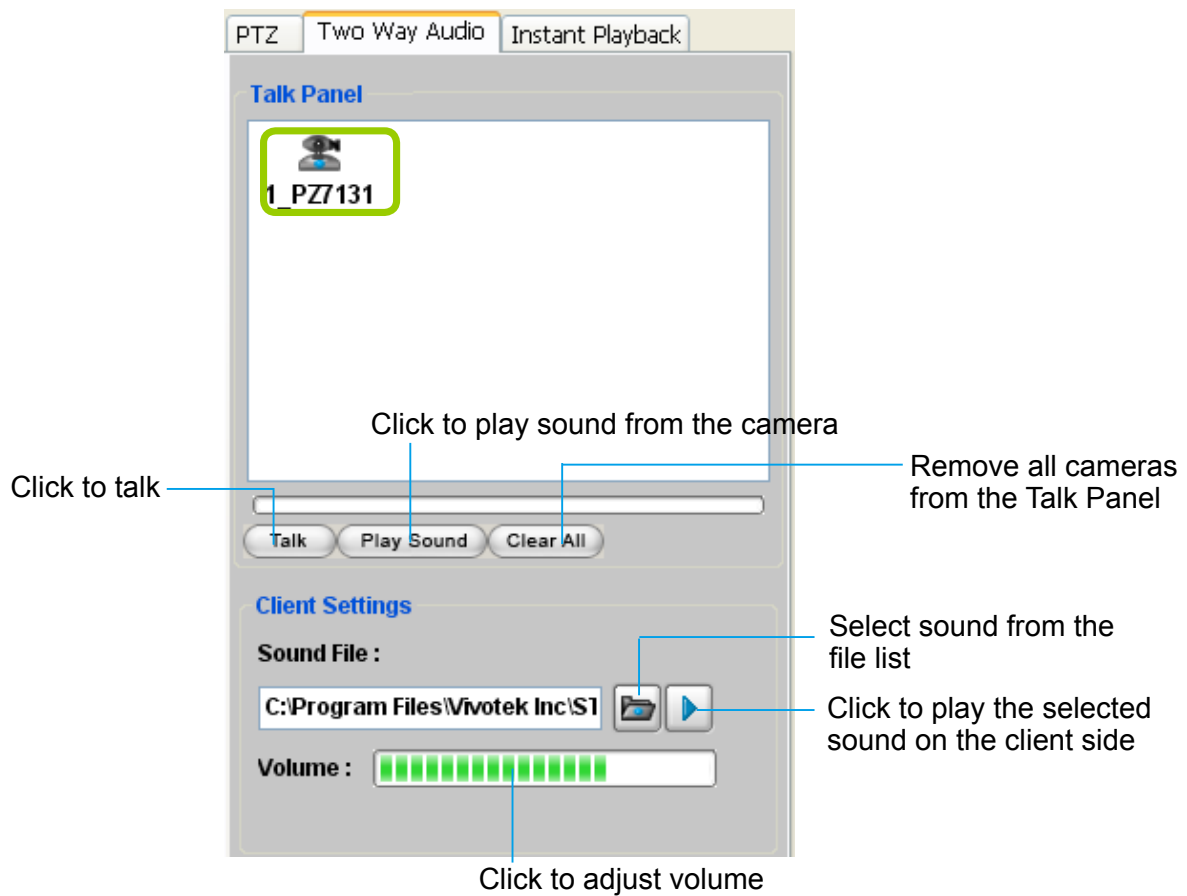 PTZ Two Way Audio Instant Playback
Talk Panel
1_PZ7131
Click to play sound from the camera
Click to talk
Remove all cameras
from the Talk Panel
Talk Play Sound Clear All
Client Settings
Sound File :
Select sound from the
file list
C:\Program Files\Vivotek Inc\ST
Click to play the selected
sound on the client side
Volume :
Click to adjust volume